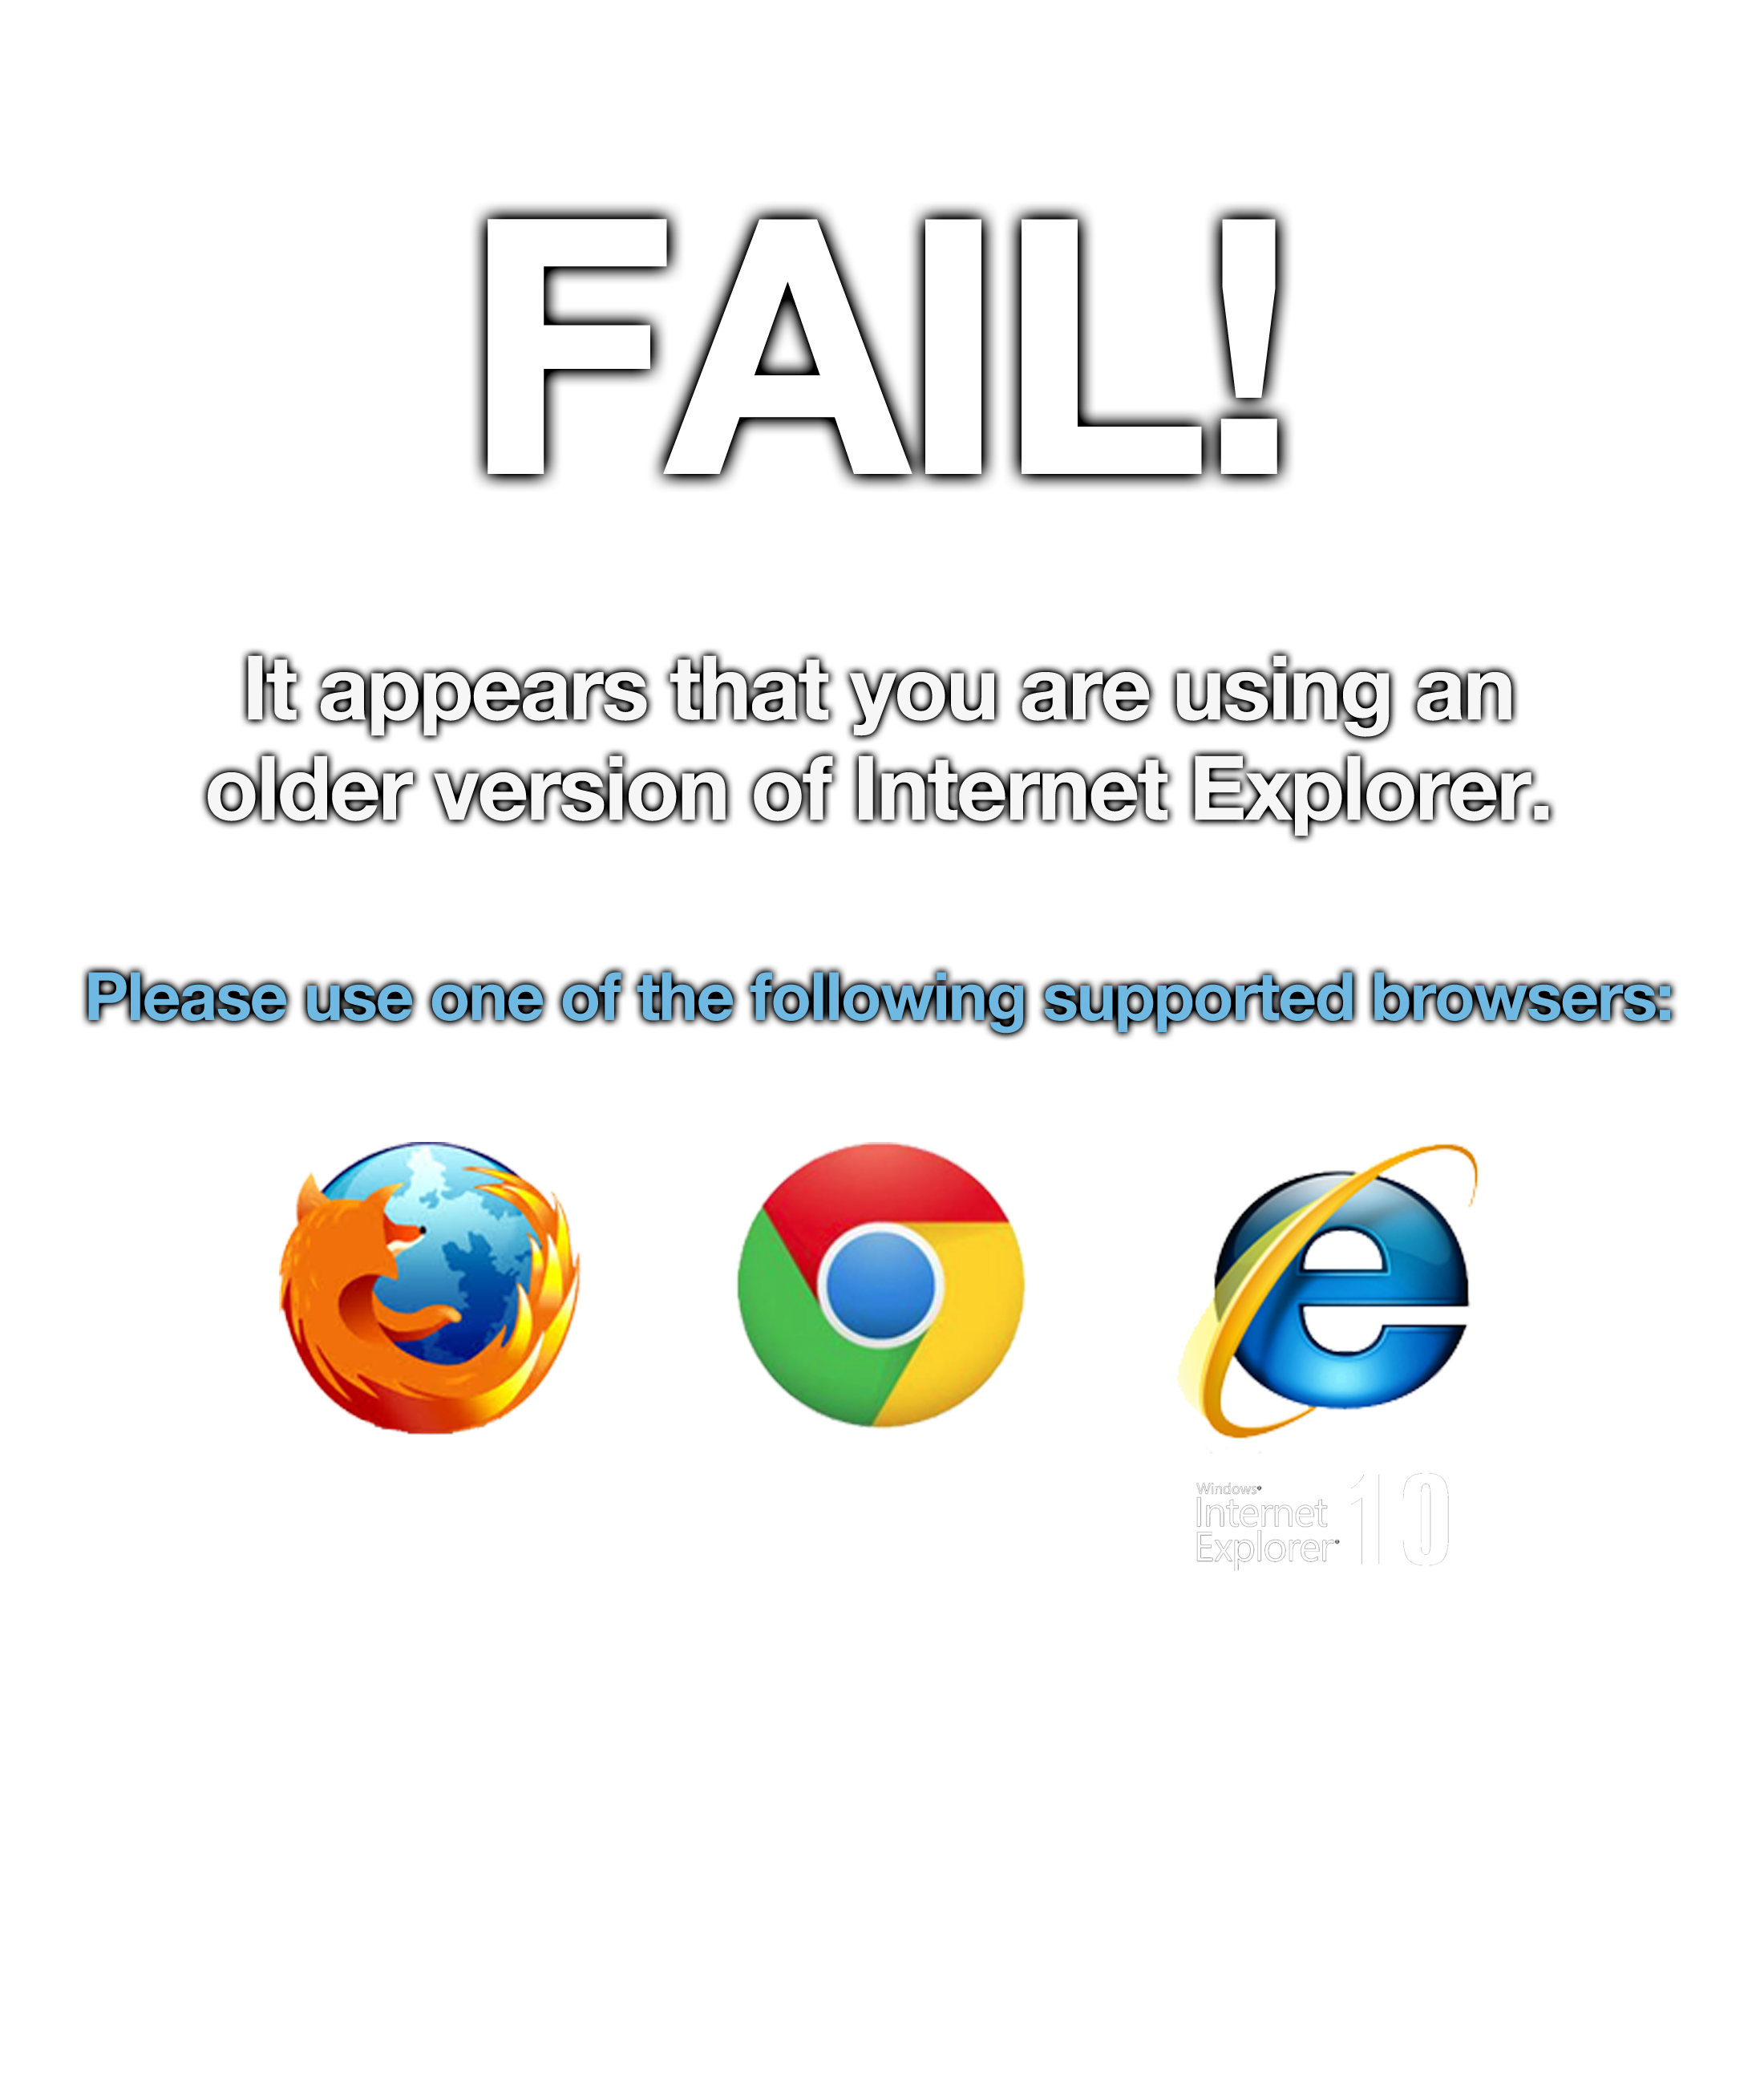 FAIL!
It appears that you are using an
older version of Internet Explorer.
Please use one of the following supported browsers:
Windows®
Internet
Explorer® 10